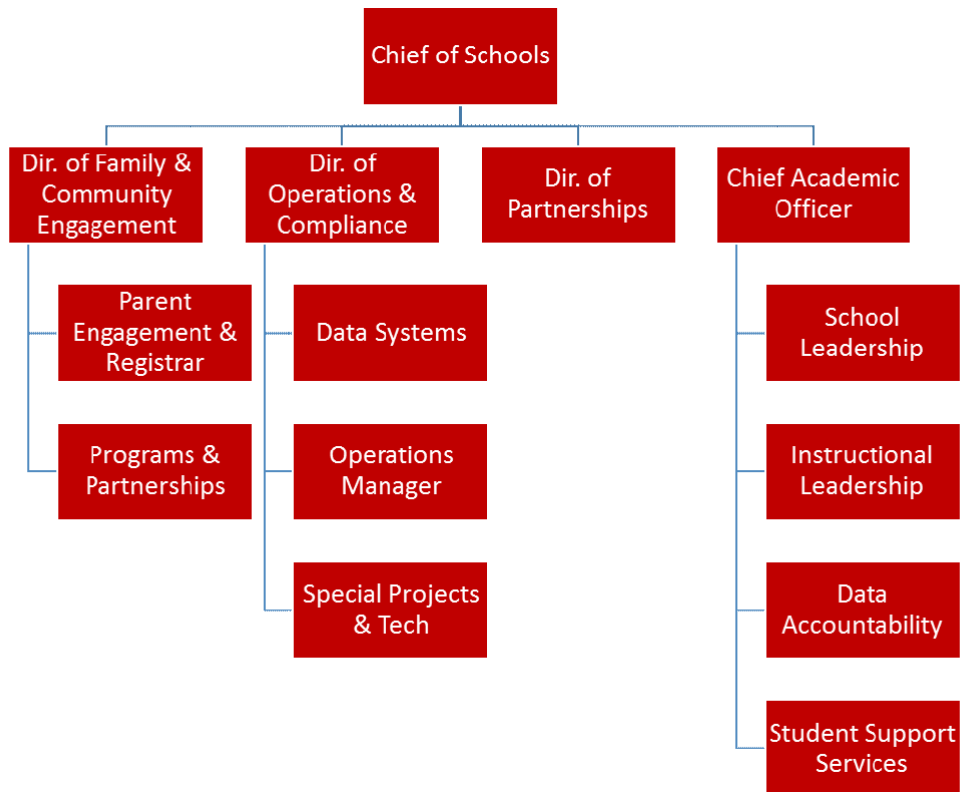 Chief of Schools
Dir. of Family &
Community
Engagement
Dir. of
Operations &
Compliance
Dir. of
Partnerships
Chief Academic
Officer
Parent
Engagement &
Registrar
Programs &
Partnerships
Data Systems
Operations
Manager
Special Projects
& Tech
School
Leadership
Instructional
Leadership
Data
Accountability
Student Support
Services